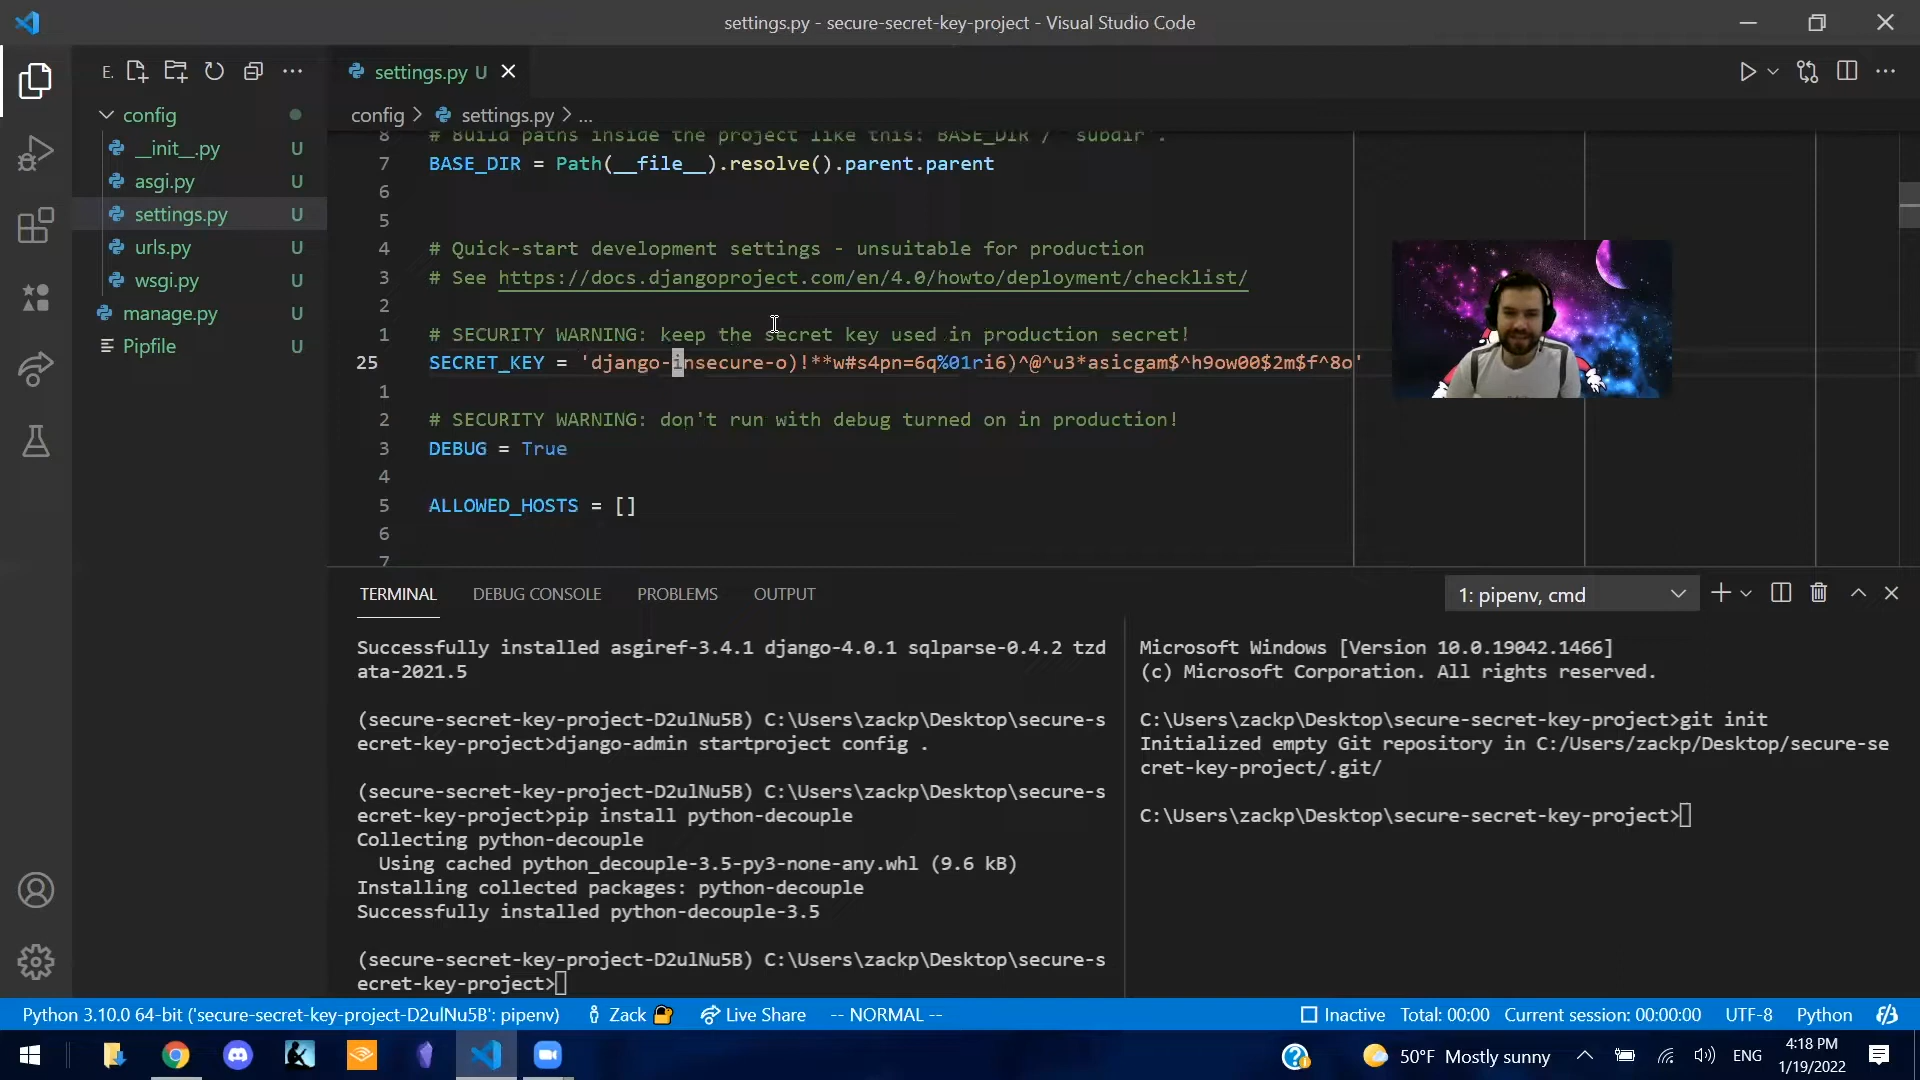 settings.py - secure-secret-key-project - Visual Studio Code
E.
settings.py U
config
config > settings.py > ...
__init__.py U
asgi.py U
settings.py U
urls.py U
wsgi.py U
manage.py U
Pipfile U
8 # Build paths inside the project like this: BASE_DIR / 'subdir'.
7 BASE_DIR = Path(__file__).resolve().parent.parent
6
5
4 # Quick-start development settings - unsuitable for production
3 # See https://docs.djangoproject.com/en/4.0/howto/deployment/checklist/
2
1 # SECURITY WARNING: keep the secret key used in production secret!
25 SECRET_KEY = 'django-insecure-o)!**w#s4pn=6q%01ri6)^@^u3*asicgam$^h9ow00$2m$f^8o'
1
2 # SECURITY WARNING: don't run with debug turned on in production!
3 DEBUG = True
4
5 ALLOWED_HOSTS = []
6
7
TERMINAL DEBUG CONSOLE PROBLEMS OUTPUT
1: pipenv, cmd
Successfully installed asgiref-3.4.1 django-4.0.1 sqlparse-0.4.2 tzd
ata-2021.5
(secure-secret-key-project-D2ulNu5B) C:\Users\zackp\Desktop\secure-s
ecret-key-project>django-admin startproject config .
(secure-secret-key-project-D2ulNu5B) C:\Users\zackp\Desktop\secure-s
ecret-key-project>pip install python-decouple
Collecting python-decouple
Using cached python_decouple-3.5-py3-none-any.whl (9.6 kB)
Installing collected packages: python-decouple
Successfully installed python-decouple-3.5
(secure-secret-key-project-D2ulNu5B) C:\Users\zackp\Desktop\secure-s
ecret-key-project>
Microsoft Windows [Version 10.0.19042.1466]
(c) Microsoft Corporation. All rights reserved.
C:\Users\zackp\Desktop\secure-secret-key-project>git init
Initialized empty Git repository in C:/Users/zackp/Desktop/secure-se
cret-key-project/.git/
C:\Users\zackp\Desktop\secure-secret-key-project>
Python 3.10.0 64-bit ('secure-secret-key-project-D2ulNu5B': pipenv) Zack Live Share -- NORMAL -- Inactive Total: 00:00 Current session: 00:00:00 UTF-8 Python
50°F Mostly sunny ENG
4:18 PM
1/19/2022